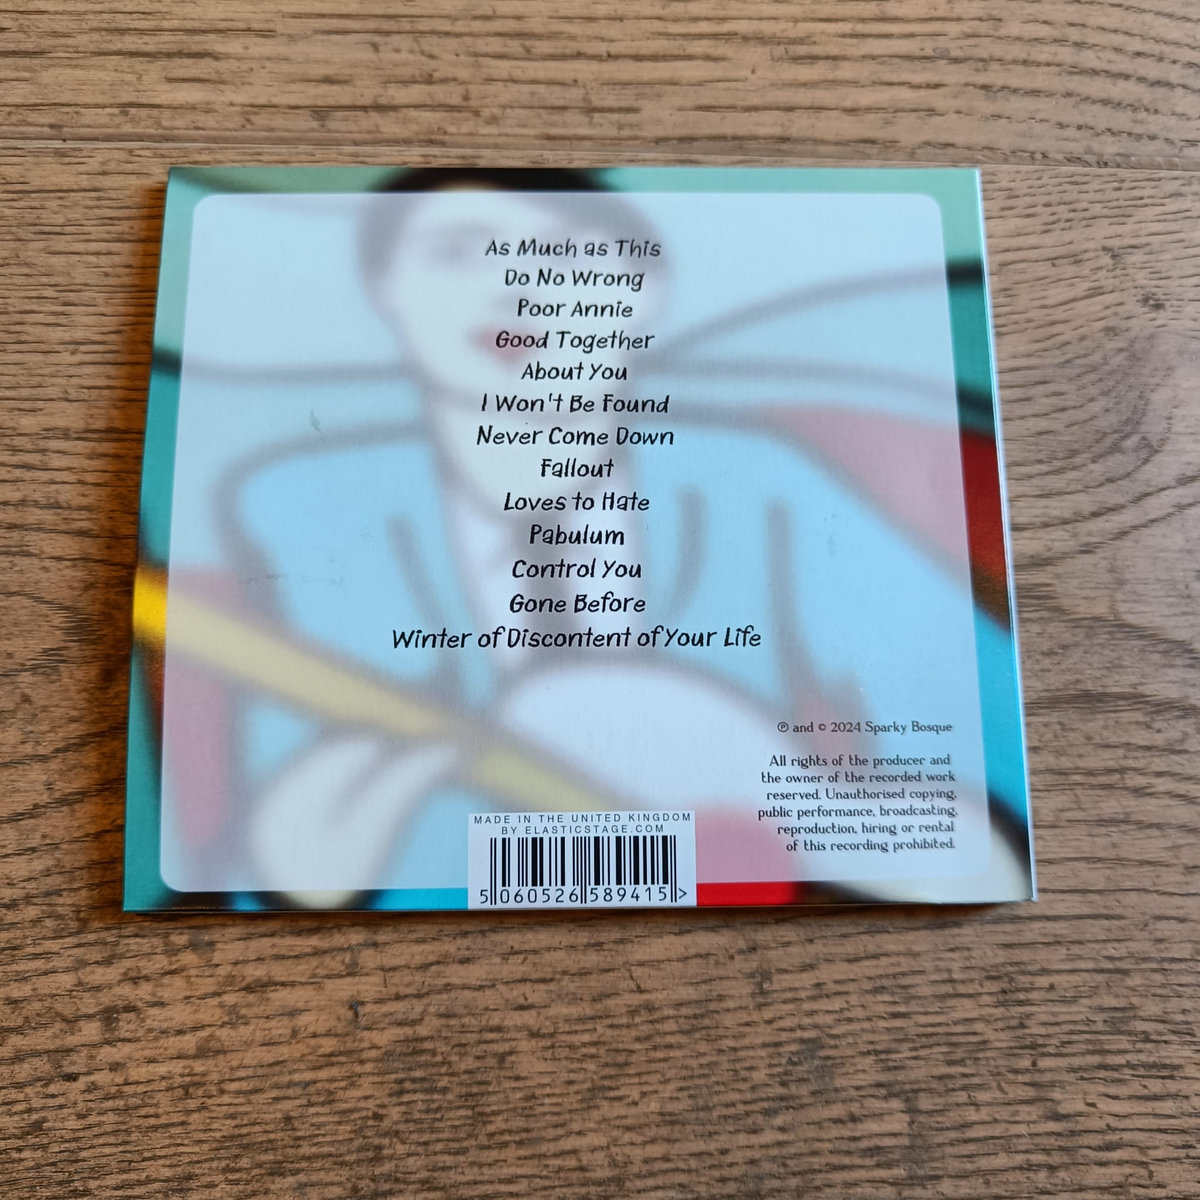 As Much as This
Do No Wrong
Poor Annie
Good Together
About You
I Won't Be Found
Never Come Down
Fallout
Loves to Hate
Pabulum
Control You
Gone Before
Winter of Discontent of Your Life
℗ and © 2024 Sparky Bosque
All rights of the producer and
the owner of the recorded work
reserved. Unauthorised copying,
public performance, broadcasting,
reproduction, hiring or rental
of this recording prohibited.
MADE IN THE UNITED KINGDOM
BY ELASTICSTAGE.COM
5 060526 589415 >